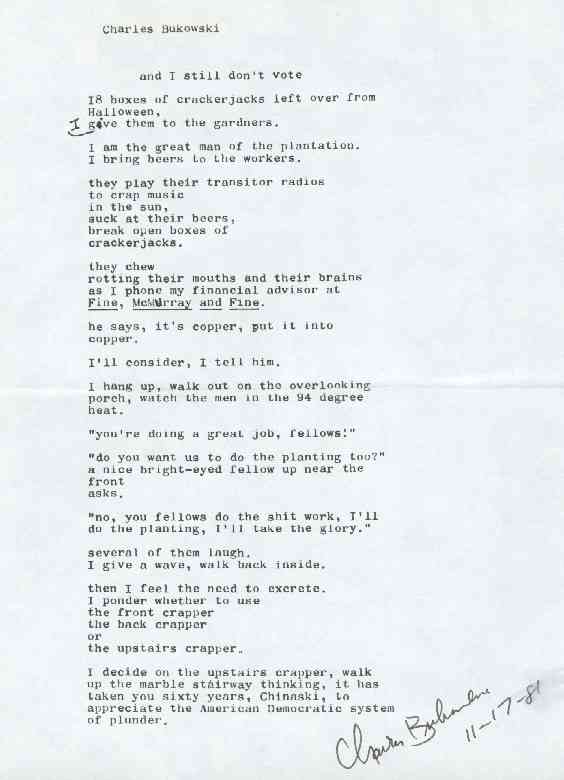 Charles Bukowski
and I still don't vote
18 boxes of crackerjacks left over from
Halloween,
I give them to the gardners.
I am the great man of the plantation.
I bring beers to the workers.
they play their transitor radios
to crap music
in the sun,
suck at their beers,
break open boxes of
crackerjacks.
they chew
rotting their mouths and their brains
as I phone my financial advisor at
Fine, McMurray and Fine.
he says, it's copper, put it into
copper.
I'll consider, I tell him.
I hang up, walk out on the overlooking
porch, watch the men in the 94 degree
heat.
"you're doing a great job, fellows!"
"do you want us to do the planting too?"
a nice bright-eyed fellow up near the
front
asks.
"no, you fellows do the shit work, I'll
do the planting, I'll take the glory."
several of them laugh.
I give a wave, walk back inside.
then I feel the need to excrete.
I ponder whether to use
the front crapper
the back crapper
or
the upstairs crapper.
I decide on the upstairs crapper, walk
up the marble stairway thinking, it has
taken you sixty years, Chinaski, to
appreciate the American Democratic system
of plunder.
Charles Bukowski
11-17-81